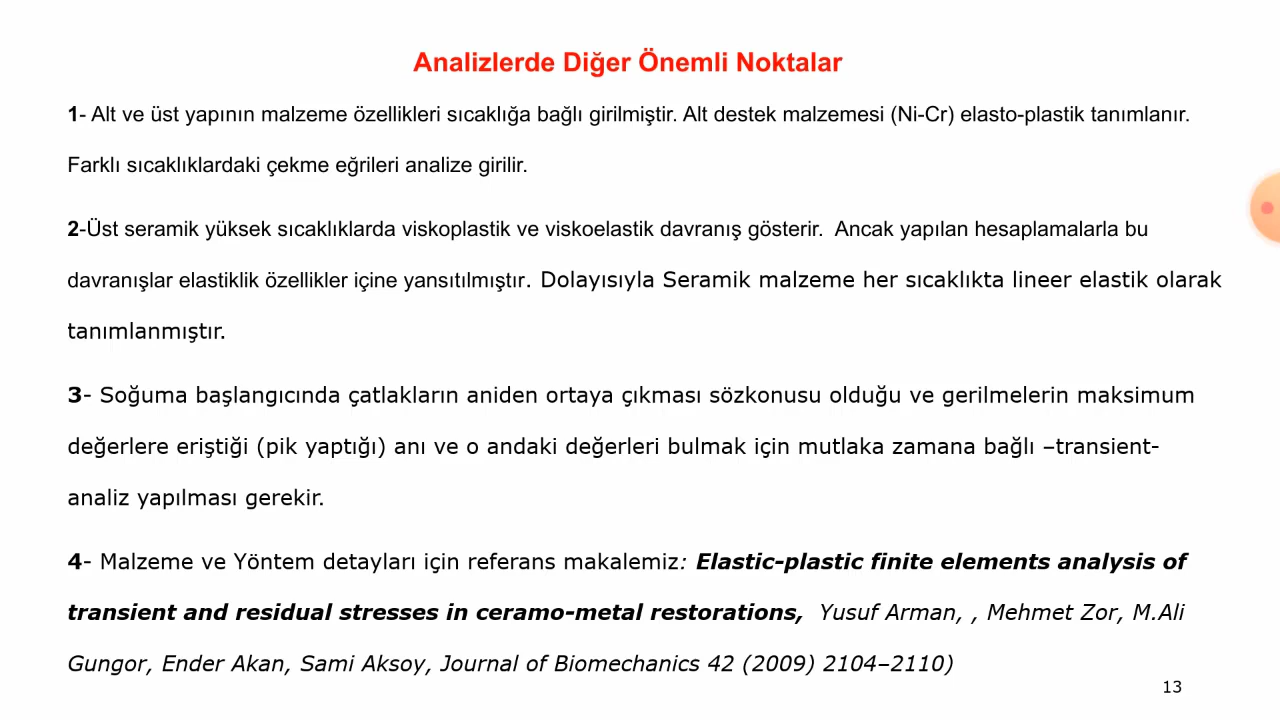 Analizlerde Diğer Önemli Noktalar
1- Alt ve üst yapının malzeme özellikleri sıcaklığa bağlı girilmiştir. Alt destek malzemesi (Ni-Cr) elasto-plastik tanımlanır.
Farklı sıcaklıklardaki çekme eğrileri analize girilir.
2-Üst seramik yüksek sıcaklıklarda viskoplastik ve viskoelastik davranış gösterir.  Ancak yapılan hesaplamalarla bu
davranışlar elastiklik özellikler içine yansıtılmıştır. Dolayısıyla Seramik malzeme her sıcaklıkta lineer elastik olarak
tanımlanmıştır.
3- Soğuma başlangıcında çatlakların aniden ortaya çıkması sözkonusu olduğu ve gerilmelerin maksimum
değerlere eriştiği (pik yaptığı) anı ve o andaki değerleri bulmak için mutlaka zamana bağlı –transient-
analiz yapılması gerekir.
4- Malzeme ve Yöntem detayları için referans makalemiz: Elastic-plastic finite elements analysis of
transient and residual stresses in ceramo-metal restorations,  Yusuf Arman, , Mehmet Zor, M.Ali
Gungor, Ender Akan, Sami Aksoy, Journal of Biomechanics 42 (2009) 2104–2110)
13